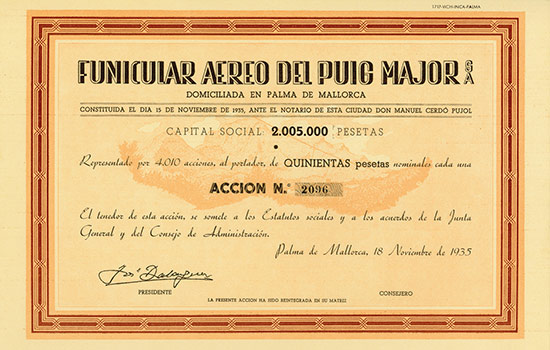 1737-WCH-INCA-PALMA
FUNICULAR AEREO DEL PUIG MAJOR S A
DOMICILIADA EN PALMA DE MALLORCA
CONSTITUIDA EL DIA 15 DE NOVIEMBRE DE 1935, ANTE EL NOTARIO DE ESTA CIUDAD DON MANUEL CERDÓ PUJOL
CAPITAL SOCIAL: 2.005.000 PESETAS
Representado por 4.010 acciones, al portador, de QUINIENTAS pesetas nominales cada una
ACCION N.º 2096
El tenedor de esta acción, se somete a los Estatutos sociales y a los acuerdos de la Junta
General y del Consejo de Administración.
Palma de Mallorca, 18 Noviembre de 1935
PRESIDENTE CONSEJERO
LA PRESENTE ACCION HA SIDO REINTEGRADA EN SU MATRIZ